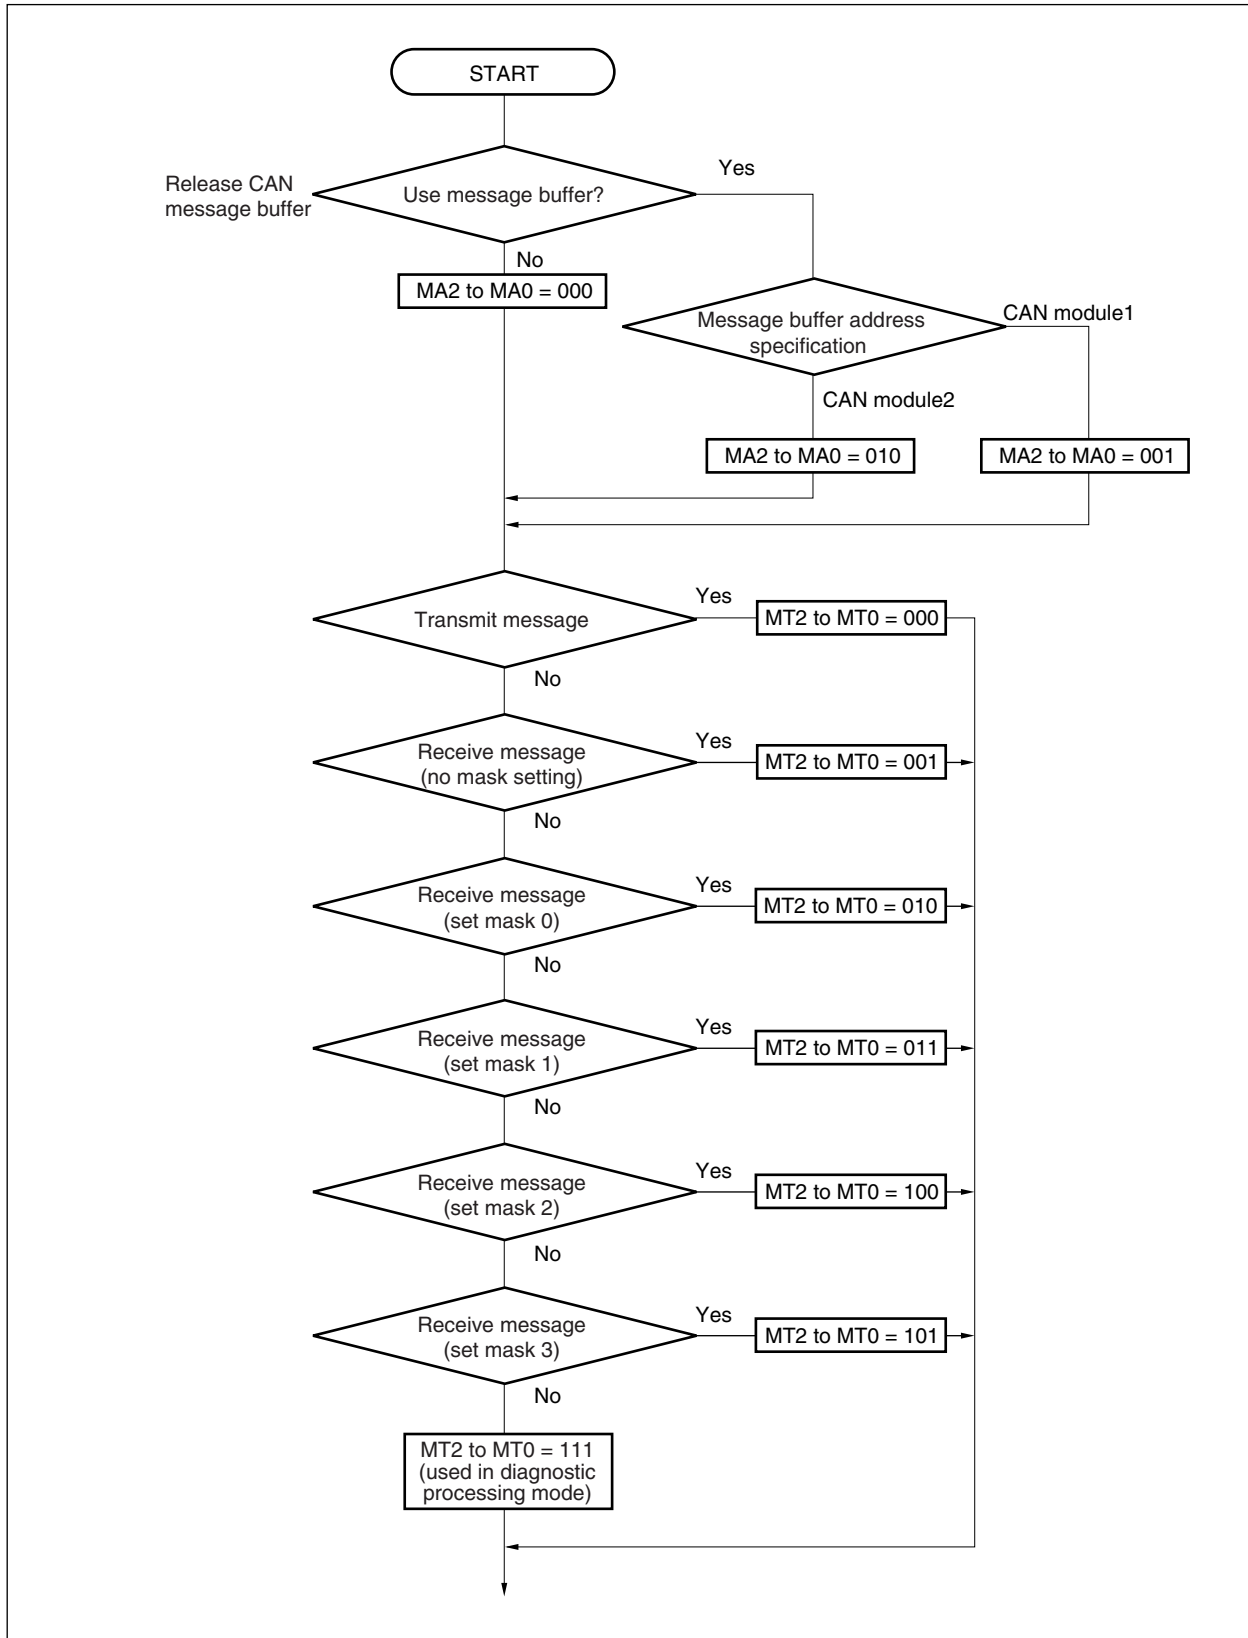 START
Yes
Release CAN
message buffer
Use message buffer?
No
MA2 to MA0 = 000
Message buffer address
specification
CAN module1
CAN module2
MA2 to MA0 = 010
MA2 to MA0 = 001
Transmit message
Yes
MT2 to MT0 = 000
No
Receive message
(no mask setting)
Yes
MT2 to MT0 = 001
No
Receive message
(set mask 0)
Yes
MT2 to MT0 = 010
No
Receive message
(set mask 1)
Yes
MT2 to MT0 = 011
No
Receive message
(set mask 2)
Yes
MT2 to MT0 = 100
No
Receive message
(set mask 3)
Yes
MT2 to MT0 = 101
No
MT2 to MT0 = 111
(used in diagnostic
processing mode)